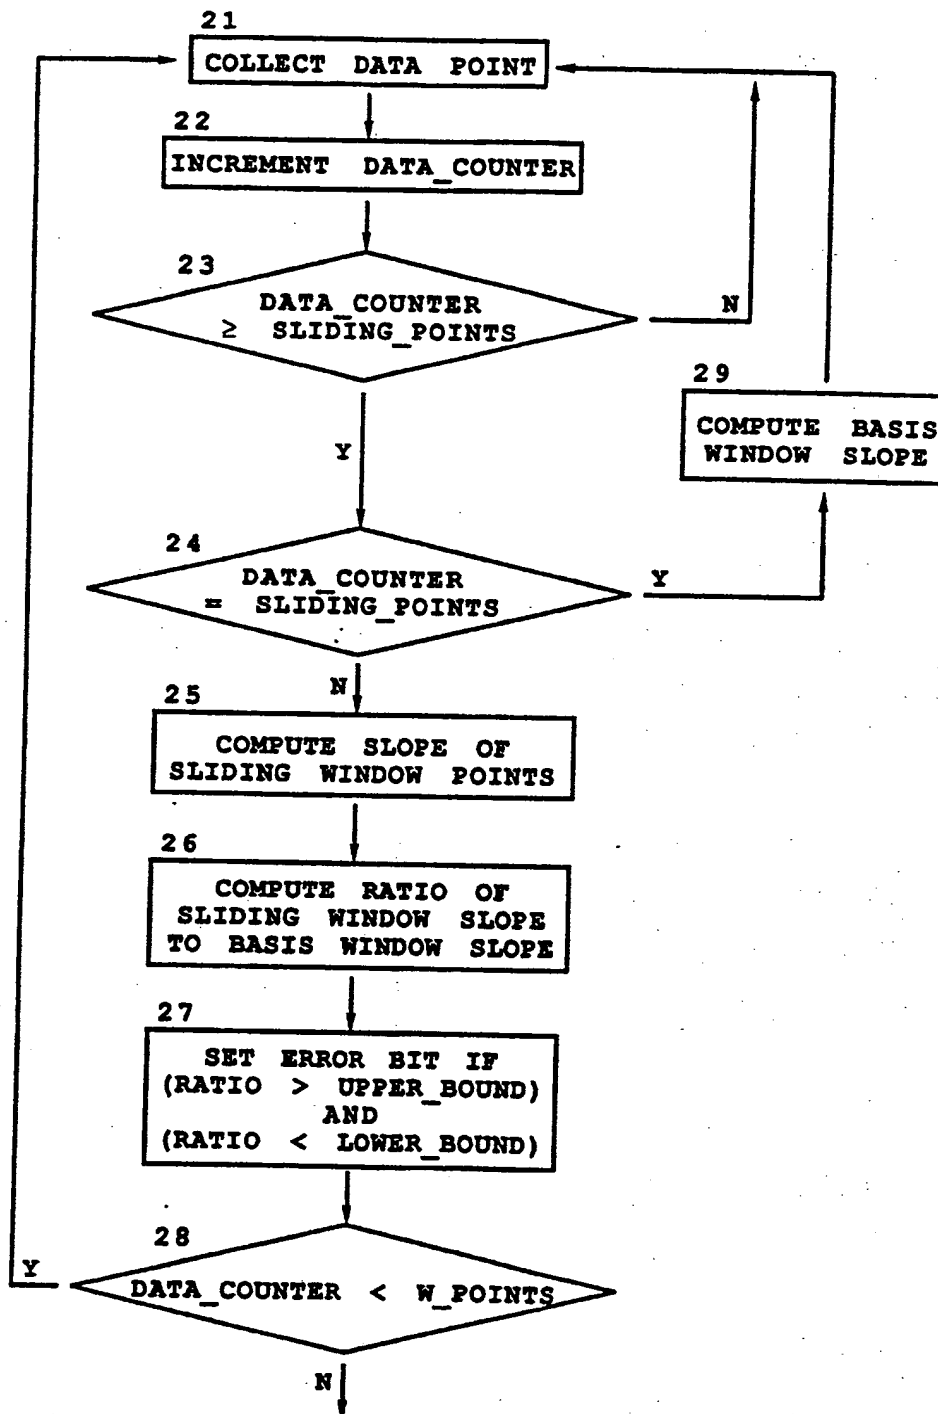 21
COLLECT DATA POINT
22
INCREMENT DATA_COUNTER
23
DATA_COUNTER
≥ SLIDING_POINTS
N
29
COMPUTE BASIS
WINDOW SLOPE
Y
24
DATA_COUNTER
= SLIDING_POINTS
Y
N
25
COMPUTE SLOPE OF
SLIDING WINDOW POINTS
26
COMPUTE RATIO OF
SLIDING WINDOW SLOPE
TO BASIS WINDOW SLOPE
27
SET ERROR BIT IF
(RATIO > UPPER_BOUND)
AND
(RATIO < LOWER_BOUND)
28
Y
DATA_COUNTER < W_POINTS
N